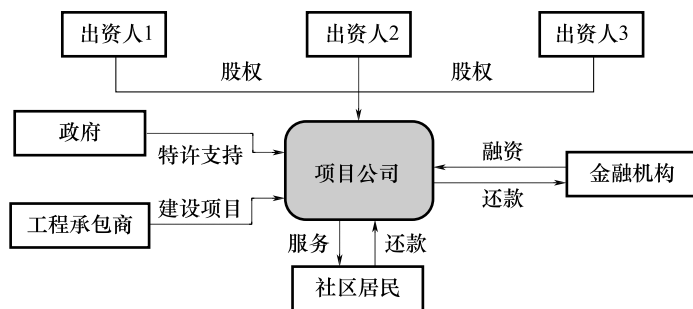 出资人1
出资人2
出资人3
股权
股权
政府
特许支持
项目公司
融资
金融机构
还款
建设项目
工程承包商
服务
还款
社区居民